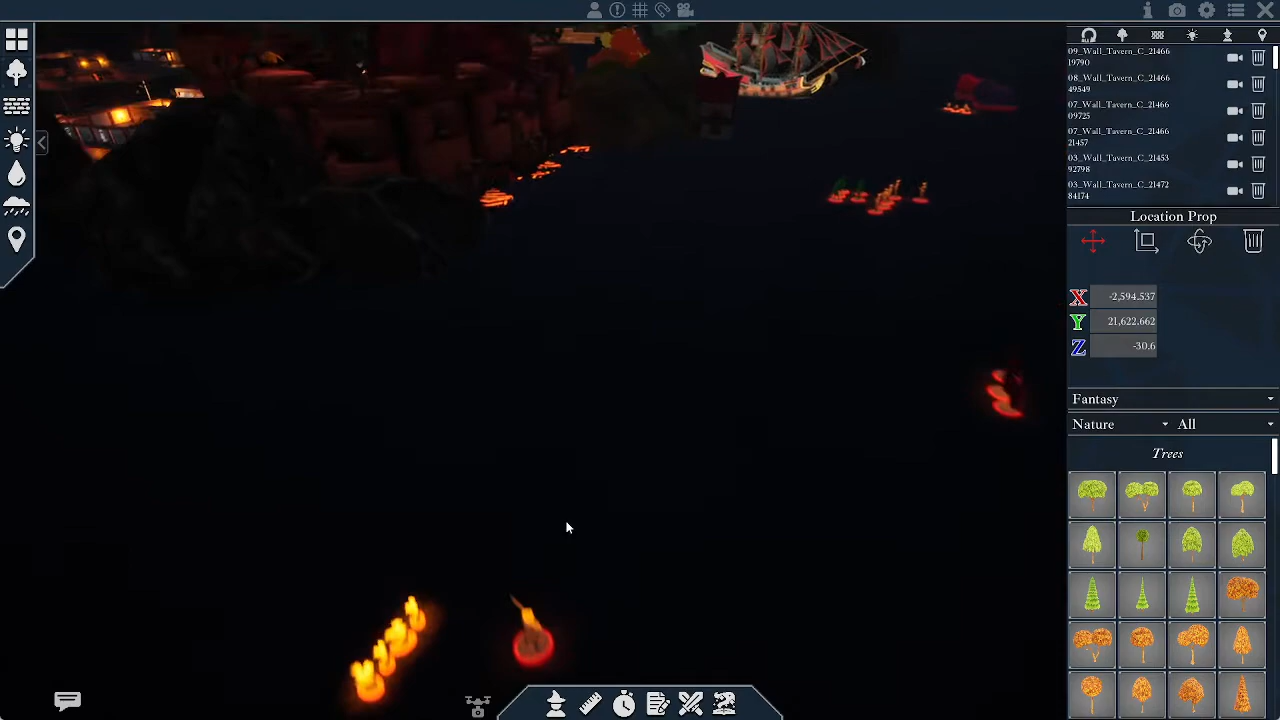 09_Wall_Tavern_C_21466
19790
08_Wall_Tavern_C_21466
49549
07_Wall_Tavern_C_21466
09725
07_Wall_Tavern_C_21466
21457
03_Wall_Tavern_C_21453
92798
03_Wall_Tavern_C_21472
84174
Location Prop
X -2,594.537
Y 21,622.662
Z -30.6
Fantasy
Nature All
Trees